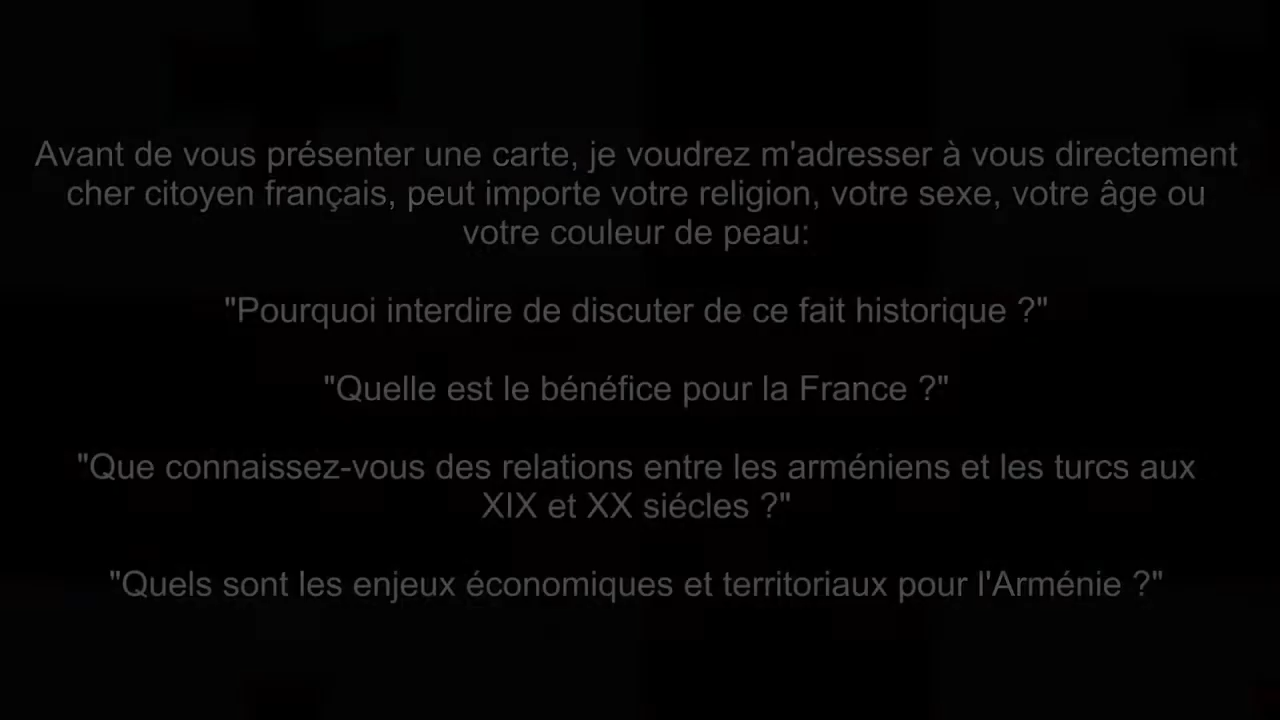 Avant de vous présenter une carte, je voudrez m'adresser à vous directement
cher citoyen français, peut importe votre religion, votre sexe, votre âge ou
votre couleur de peau:
"Pourquoi interdire de discuter de ce fait historique ?"
"Quelle est le bénéfice pour la France ?"
"Que connaissez-vous des relations entre les arméniens et les turcs aux
XIX et XX siécles ?"
"Quels sont les enjeux économiques et territoriaux pour l'Arménie ?"